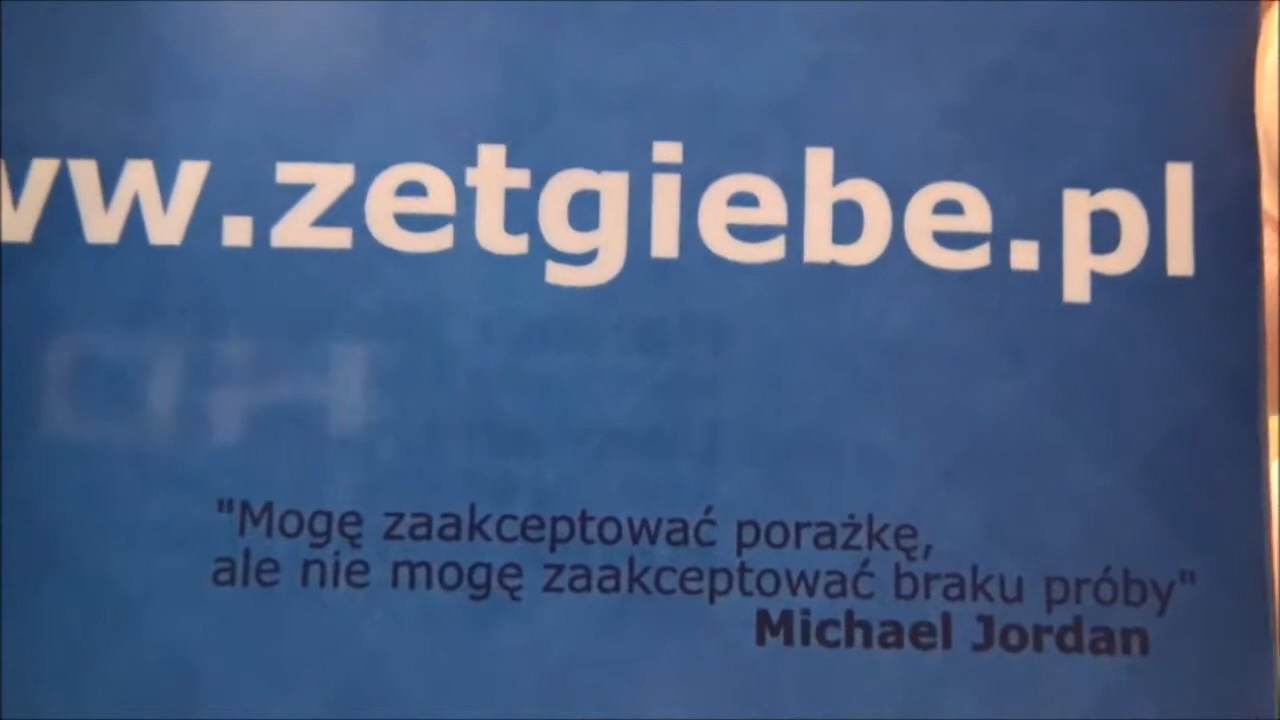 ww.zetgiebe.pl
"Mogę zaakceptować porażkę,
ale nie mogę zaakceptować braku próby"
Michael Jordan